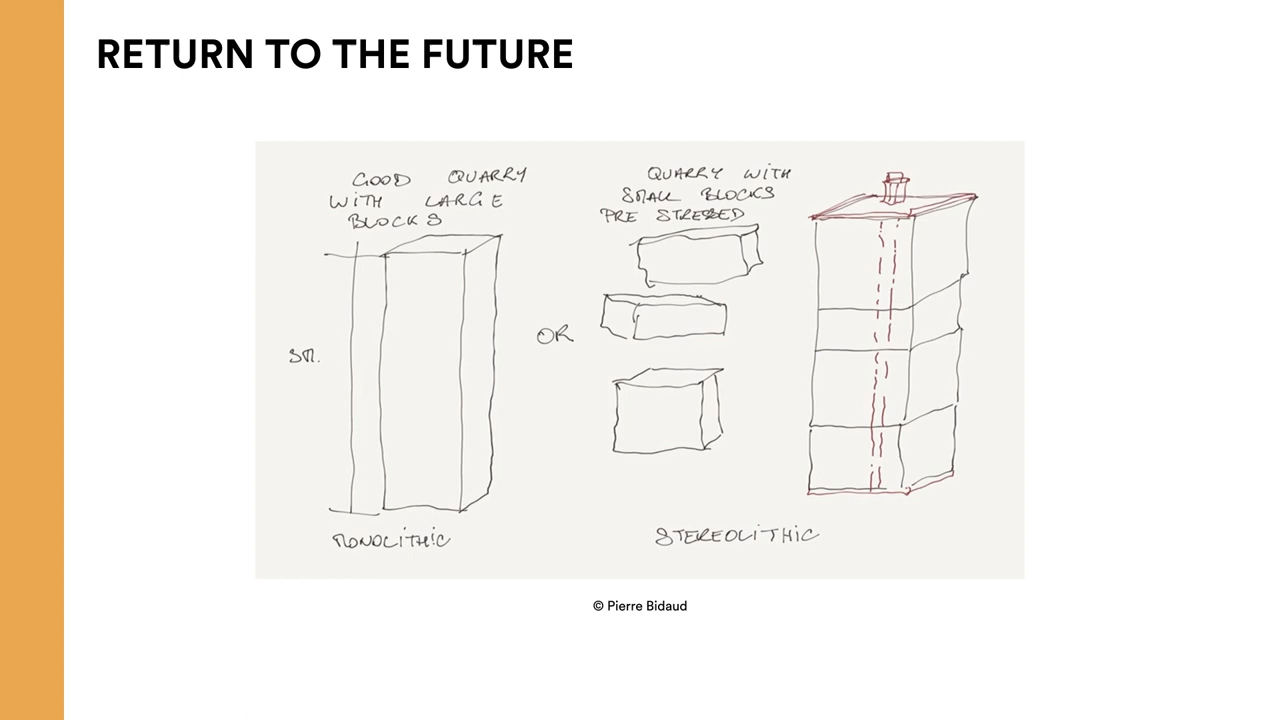 RETURN TO THE FUTURE
GOOD QUARRY
WITH LARGE
BLOCKS
QUARRY WITH
SMALL BLOCKS
PRE STRESSED
OR
MONOLITHIC
STEREOLITHIC
© Pierre Bidaud